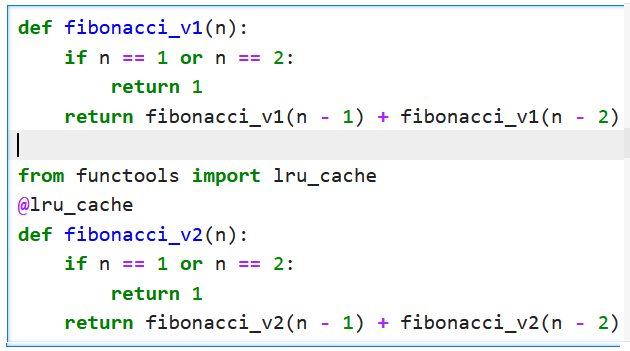 def fibonacci_v1(n):
    if n == 1 or n == 2:
        return 1
    return fibonacci_v1(n - 1) + fibonacci_v1(n - 2)

from functools import lru_cache
@lru_cache
def fibonacci_v2(n):
    if n == 1 or n == 2:
        return 1
    return fibonacci_v2(n - 1) + fibonacci_v2(n - 2)